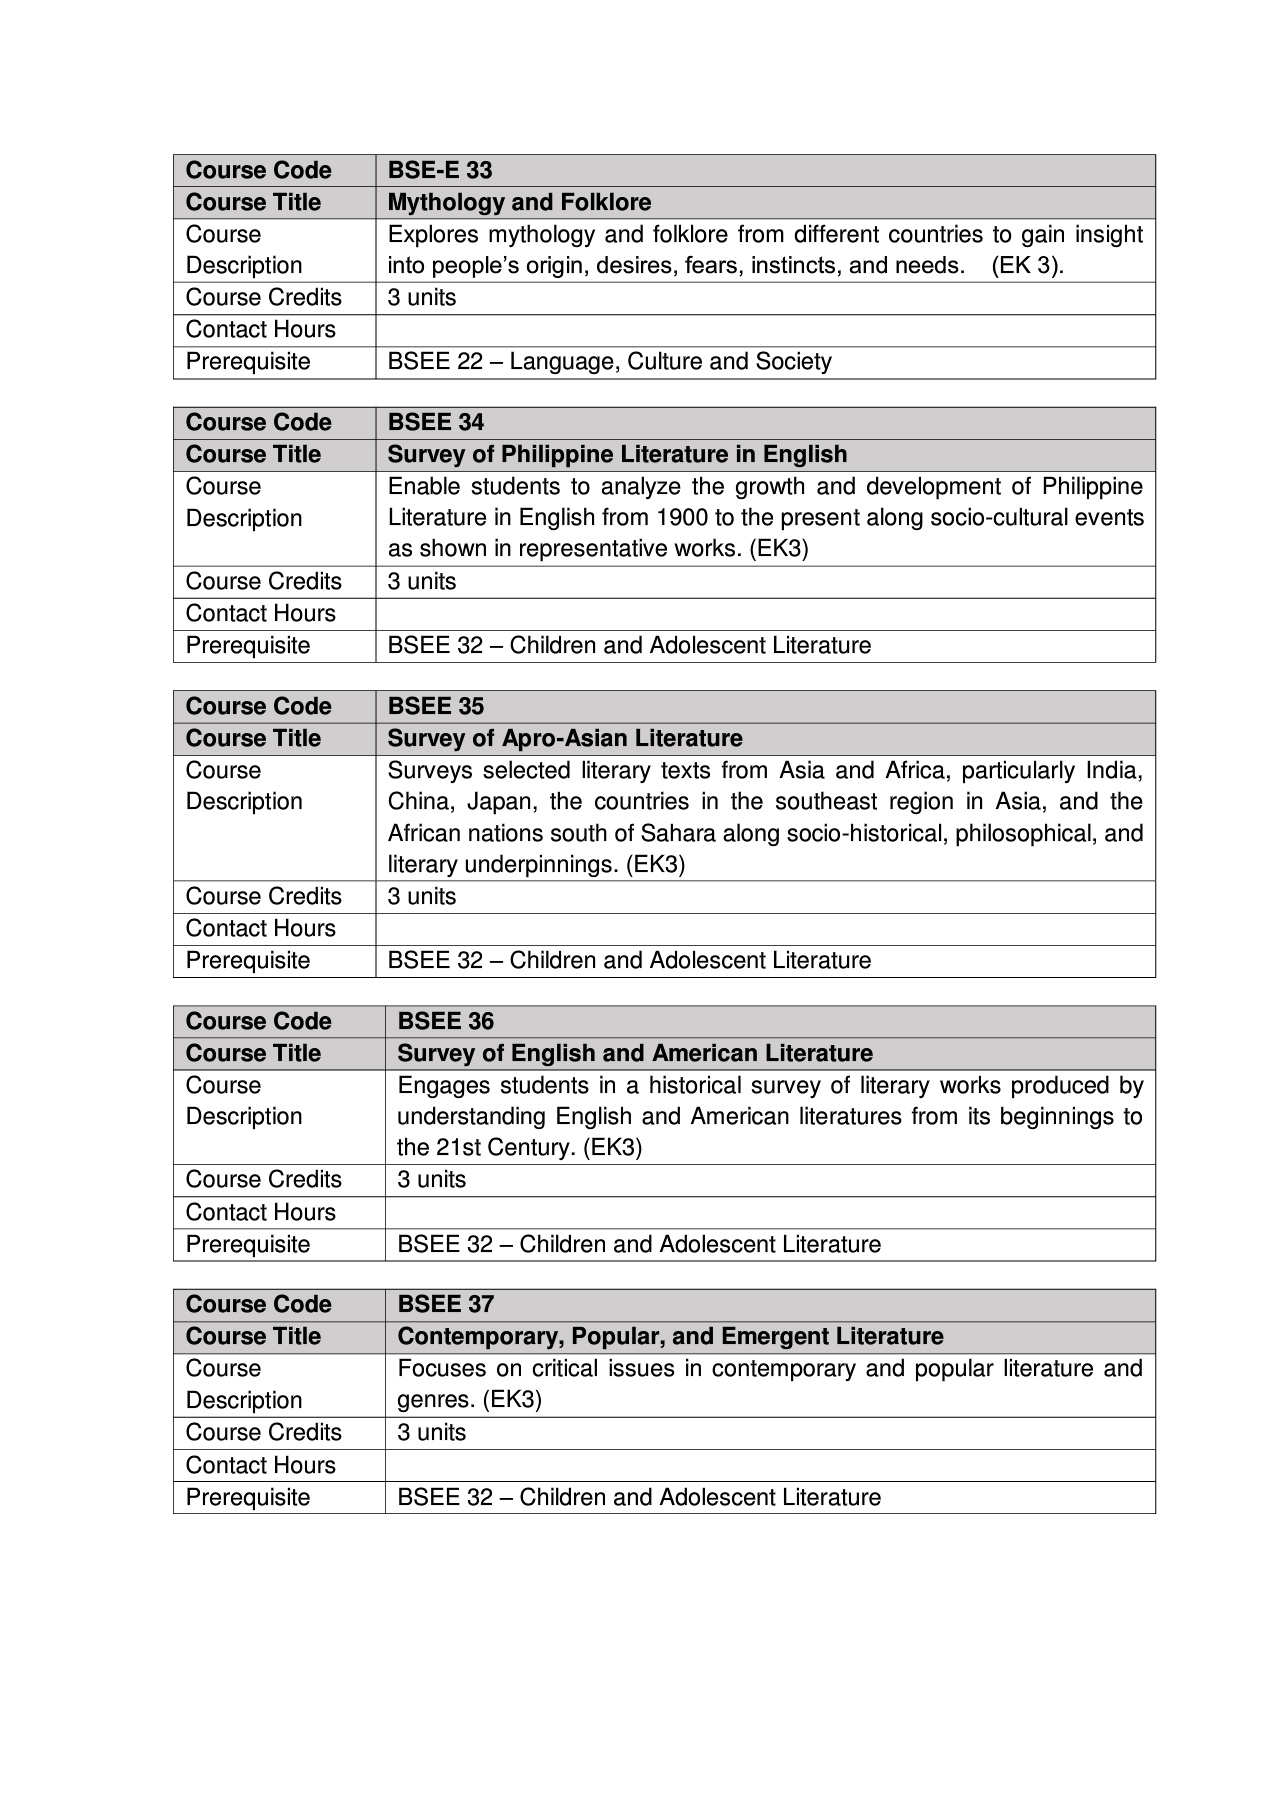 Course Code BSE-E 33
Course Title Mythology and Folklore
Course Explores mythology and folklore from different countries to gain insight
Description into people’s origin, desires, fears, instincts, and needs. (EK 3).
Course Credits 3 units
Contact Hours
Prerequisite BSEE 22 – Language, Culture and Society
Course Code BSEE 34
Course Title Survey of Philippine Literature in English
Course Enable students to analyze the growth and development of Philippine
Description Literature in English from 1900 to the present along socio-cultural events
as shown in representative works. (EK3)
Course Credits 3 units
Contact Hours
Prerequisite BSEE 32 – Children and Adolescent Literature
Course Code BSEE 35
Course Title Survey of Apro-Asian Literature
Course Surveys selected literary texts from Asia and Africa, particularly India,
Description China, Japan, the countries in the southeast region in Asia, and the
African nations south of Sahara along socio-historical, philosophical, and
literary underpinnings. (EK3)
Course Credits 3 units
Contact Hours
Prerequisite BSEE 32 – Children and Adolescent Literature
Course Code BSEE 36
Course Title Survey of English and American Literature
Course Engages students in a historical survey of literary works produced by
Description understanding English and American literatures from its beginnings to
the 21st Century. (EK3)
Course Credits 3 units
Contact Hours
Prerequisite BSEE 32 – Children and Adolescent Literature
Course Code BSEE 37
Course Title Contemporary, Popular, and Emergent Literature
Course Focuses on critical issues in contemporary and popular literature and
Description genres. (EK3)
Course Credits 3 units
Contact Hours
Prerequisite BSEE 32 – Children and Adolescent Literature